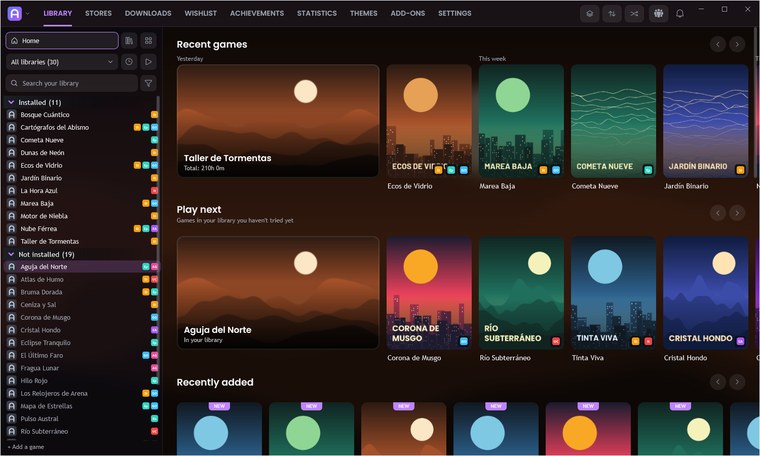 LIBRARY STORES DOWNLOADS WISHLIST ACHIEVEMENTS STATISTICS THEMES ADD-ONS SETTINGS
Home
All libraries (30)
Search your library
Installed (11)
Bosque Cuántico
Cartógrafos del Abismo
Cometa Nueve
Dunas de Neón
Ecos de Vidrio
Jardín Binario
La Hora Azul
Marea Baja
Motor de Niebla
Nube Férrea
Taller de Tormentas
Not installed (19)
Aguja del Norte
Atlas de Humo
Bruma Dorada
Ceniza y Sal
Corona de Musgo
Cristal Hondo
Eclipse Tranquilo
El Último Faro
Fragua Lunar
Hilo Rojo
Los Relojeros de Arena
Mapa de Estrellas
Pulso Austral
Río Subterráneo
+ Add a game
Recent games
Yesterday
This week
Taller de Tormentas
Total: 210h 0m
MAREA BAJA
COMETA NUEVE
JARDÍN BINARIO
Ecos de Vidrio
Marea Baja
Cometa Nueve
Jardín Binario
Play next
Games in your library you haven't tried yet
Aguja del Norte
In your library
CORONA DE
MUSGO
RÍO
SUBTERRÁNEO
TINTA VIVA
CRISTAL HONDO
Corona de Musgo
Río Subterráneo
Tinta Viva
Cristal Hondo
Recently added
NEW
NEW
NEW
NEW
NEW
NEW